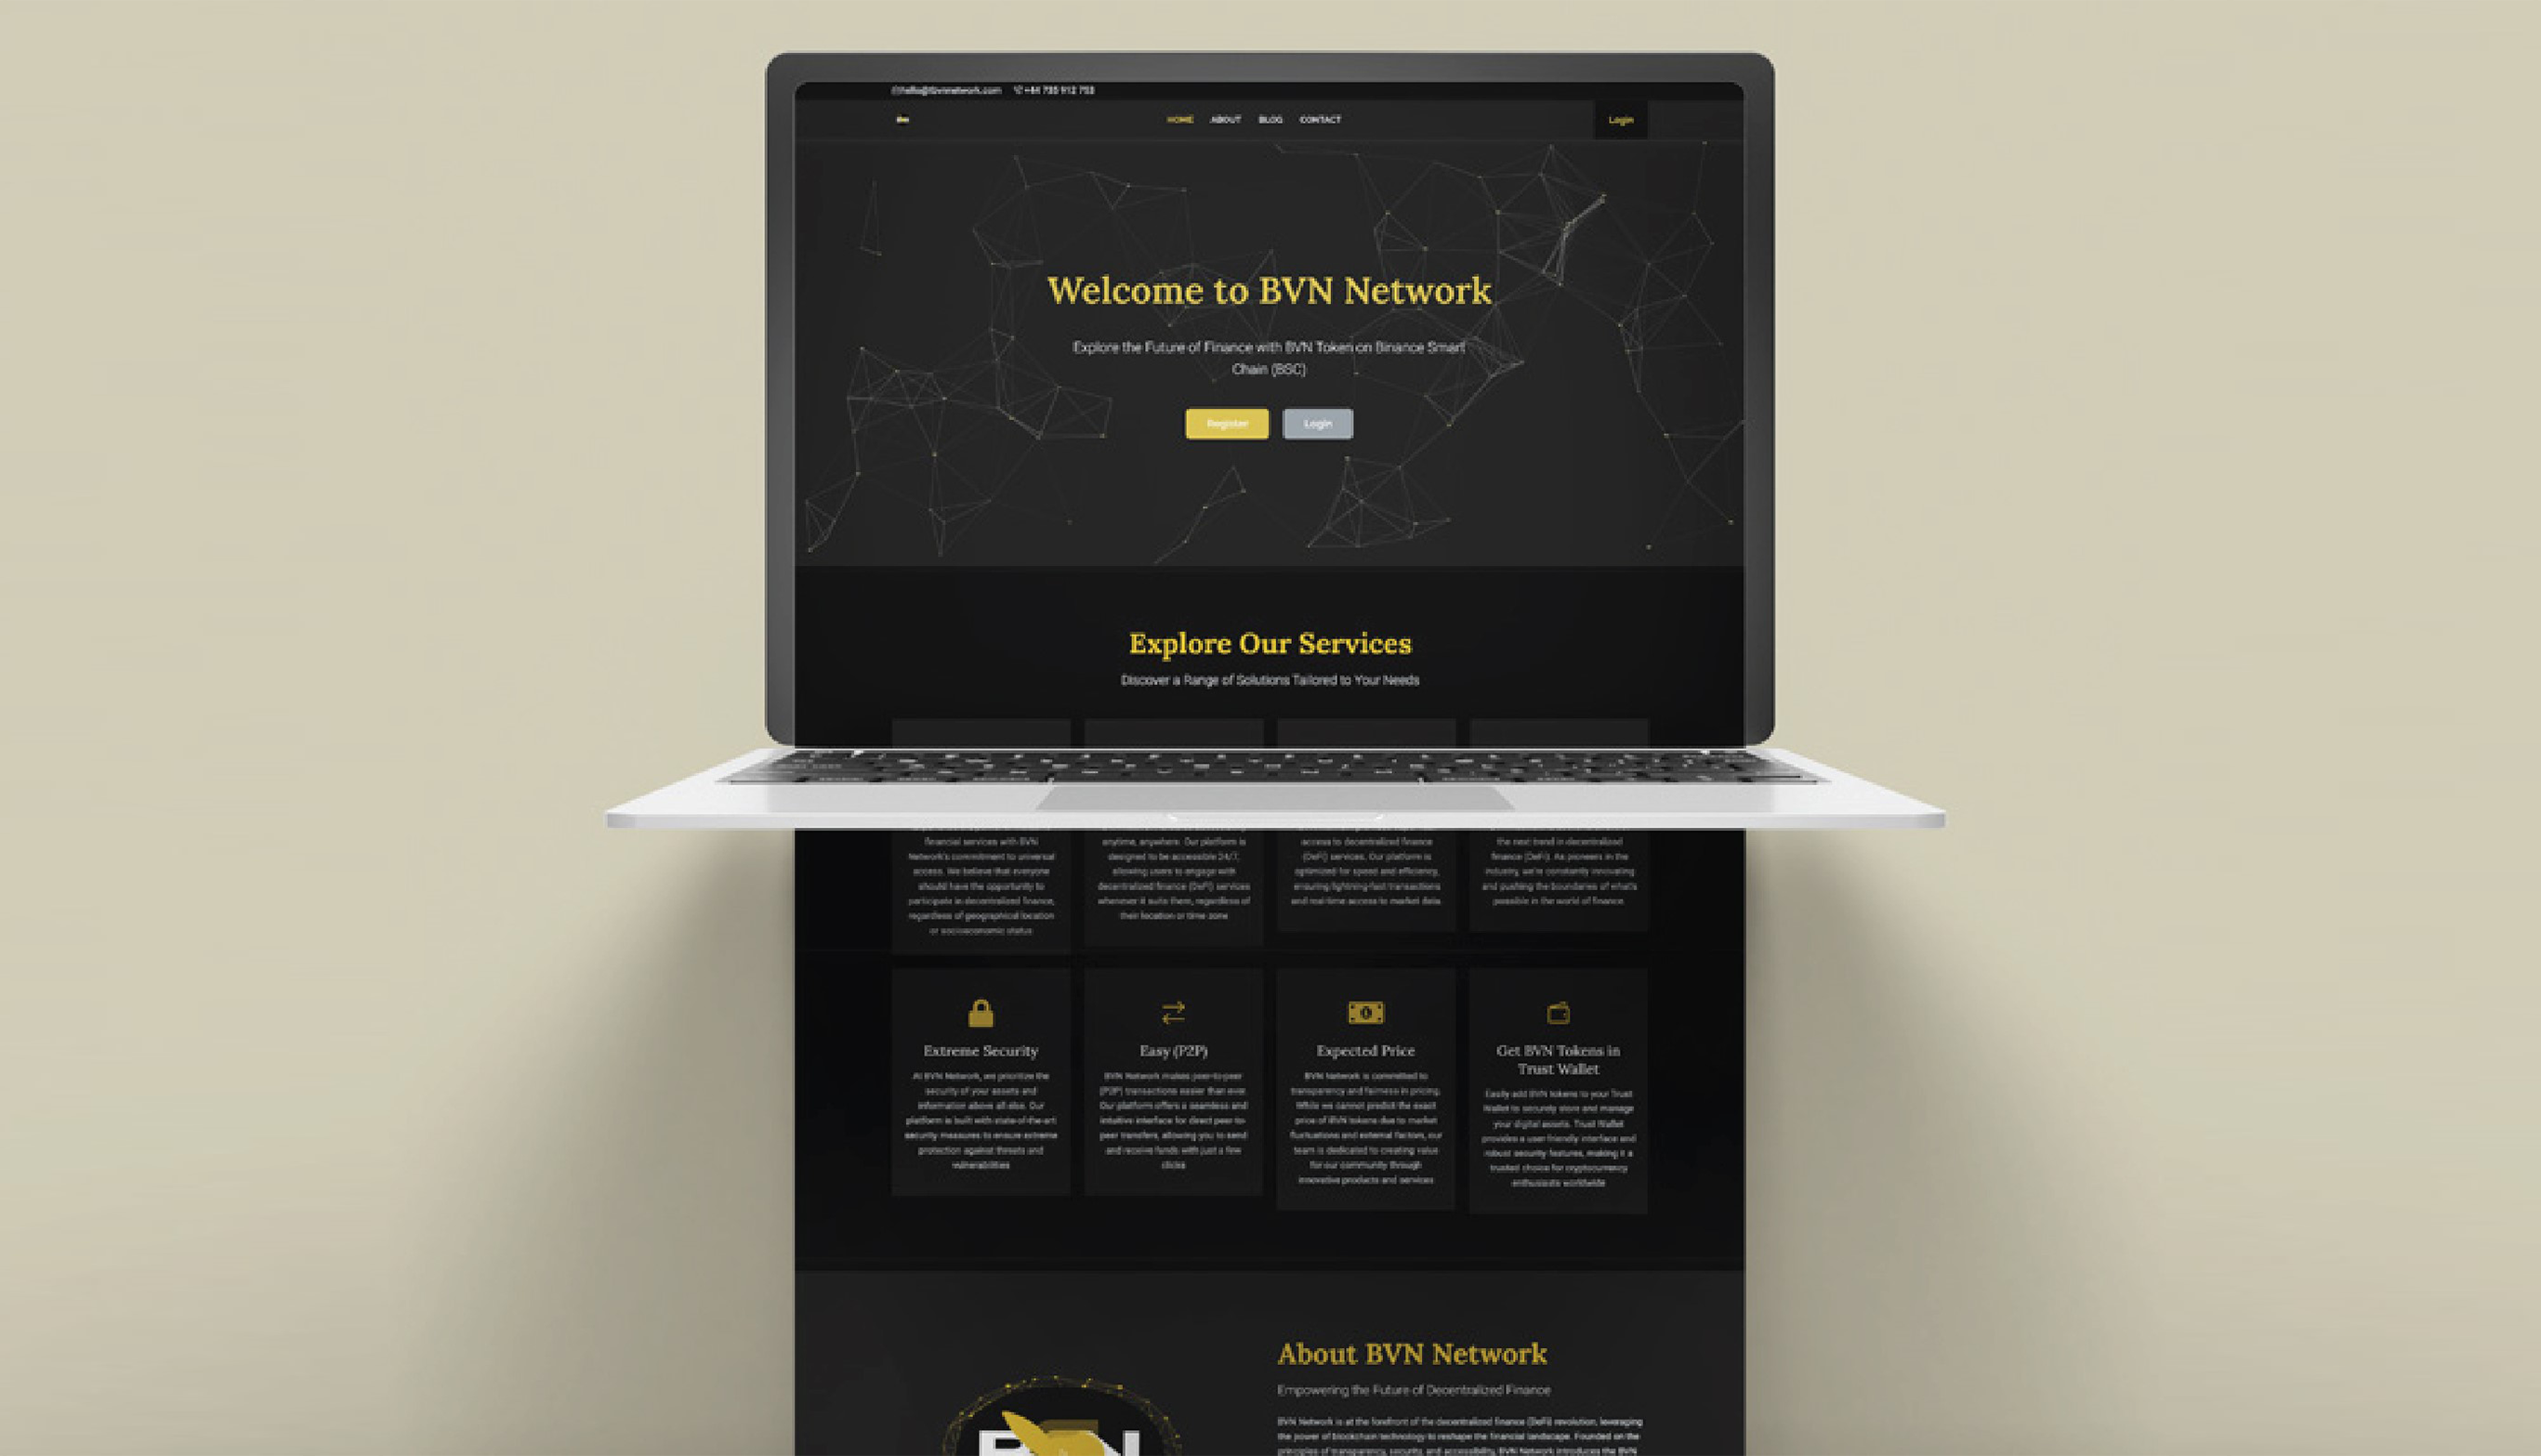 hello@bvnnetwork.com +44 735 912 753
HOME ABOUT BLOG CONTACT Login
Welcome to BVN Network
Explore the Future of Finance with BVN Token on Binance Smart
Chain (BSC)
Register Login
Explore Our Services
Discover a Range of Solutions Tailored to Your Needs
financial services with BVN
Network's commitment to universal
access. We believe that everyone
should have the opportunity to
participate in decentralized finance,
regardless of geographical location
or socioeconomic status
anytime, anywhere. Our platform is
designed to be accessible 24/7,
allowing users to engage with
decentralized finance (DeFi) services
whenever it suits them, regardless of
their location or time zone
access to decentralized finance
(DeFi) services. Our platform is
optimized for speed and efficiency,
ensuring lightning-fast transactions
and real-time access to market data.
the next trend in decentralized
finance (DeFi). As pioneers in the
industry, we're constantly innovating
and pushing the boundaries of what's
possible in the world of finance.
Extreme Security
At BVN Network, we prioritize the
security of your assets and
information above all else. Our
platform is built with state-of-the-art
security measures to ensure extreme
protection against threats and
vulnerabilities
Easy (P2P)
BVN Network makes peer-to-peer
(P2P) transactions easier than ever.
Our platform offers a seamless and
intuitive interface for direct peer-to-
peer transfers, allowing you to send
and receive funds with just a few
clicks
Expected Price
BVN Network is committed to
transparency and fairness in pricing.
While we cannot predict the exact
price of BVN tokens due to market
fluctuations and external factors, our
team is dedicated to creating value
for our community through
innovative products and services
Get BVN Tokens in
Trust Wallet
Easily add BVN tokens to your Trust
Wallet to securely store and manage
your digital assets. Trust Wallet
provides a user-friendly interface and
robust security features, making it a
trusted choice for cryptocurrency
enthusiasts worldwide
About BVN Network
Empowering the Future of Decentralized Finance
BVN Network is at the forefront of the decentralized finance (DeFi) revolution, leveraging
the power of blockchain technology to reshape the financial landscape. Founded on the
principles of transparency, security, and accessibility, BVN Network introduces the BVN